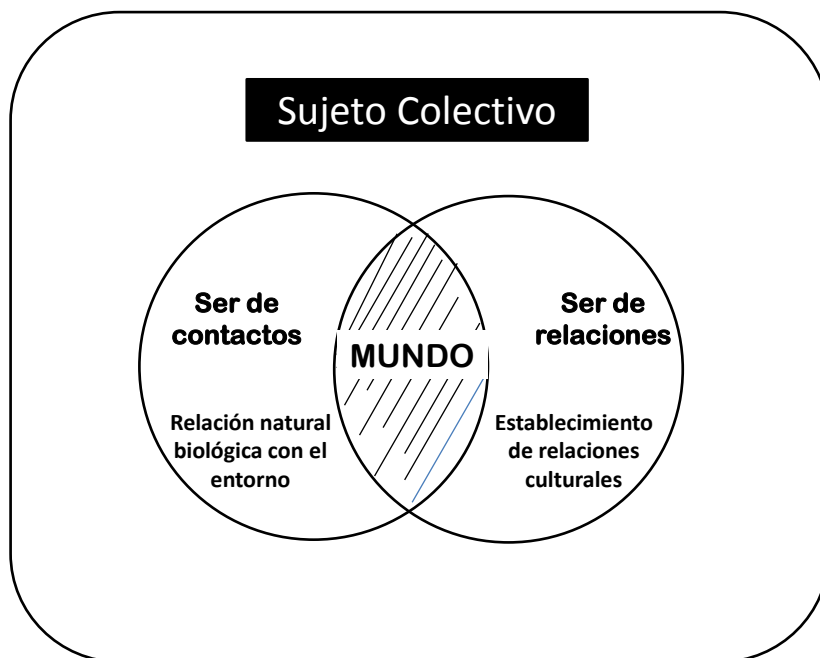 Sujeto Colectivo
Ser de
contactos
Relación natural
biológica con el
entorno
MUNDO
Ser de
relaciones
Establecimiento
de relaciones
culturales